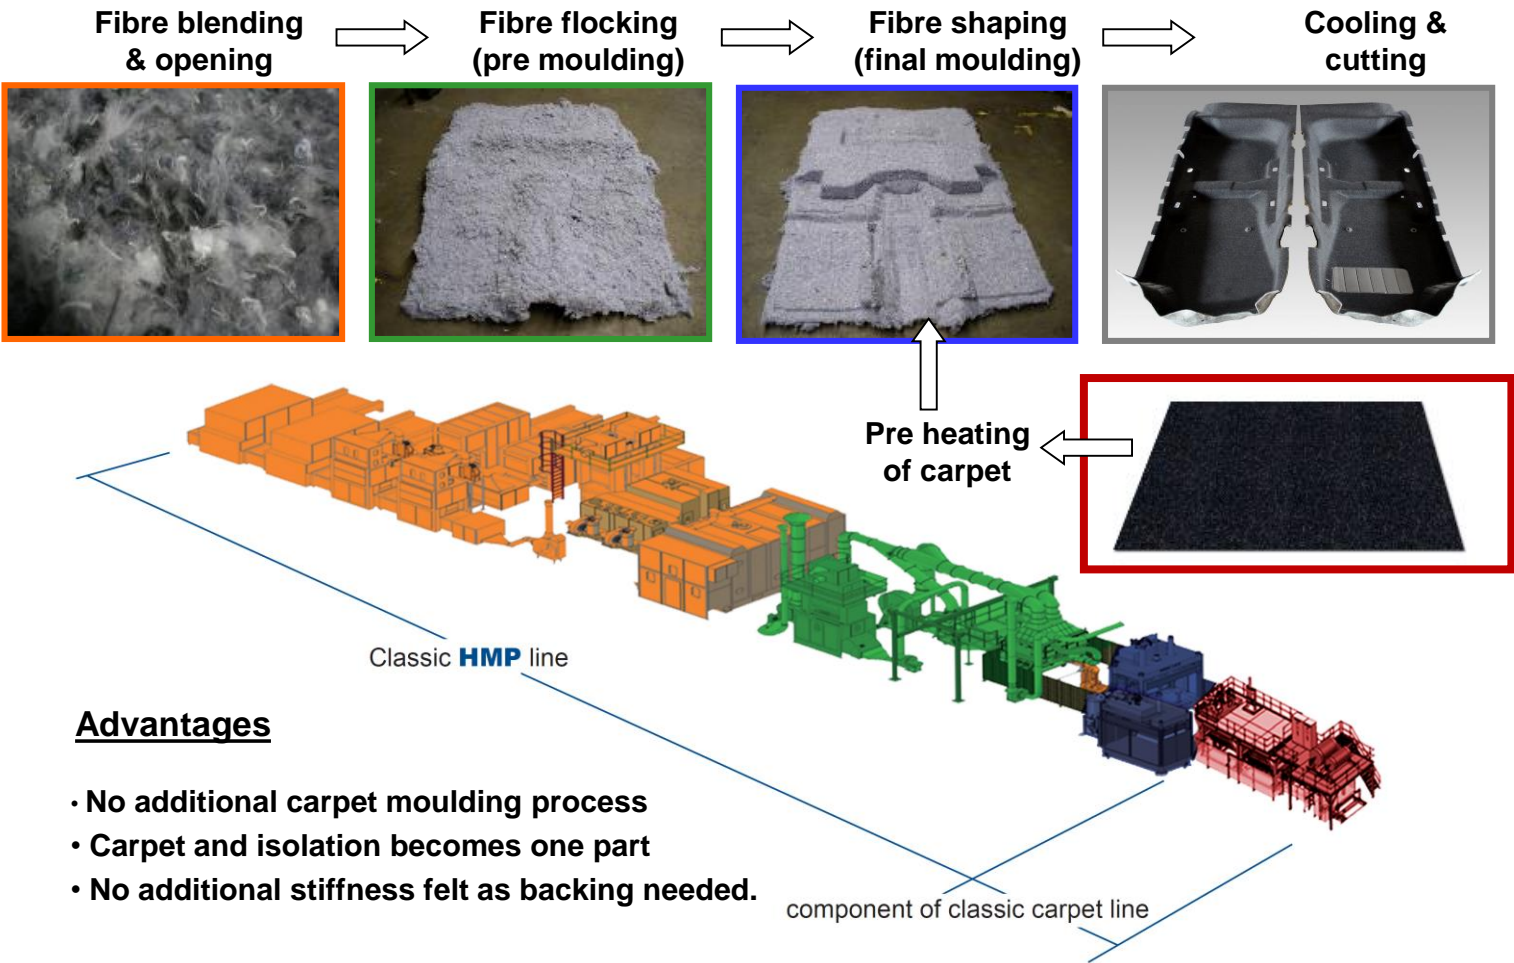 Fibre blending
& opening
Fibre flocking
(pre moulding)
Fibre shaping
(final moulding)
Cooling &
cutting
Pre heating
of carpet
Classic HMP line
Advantages
• No additional carpet moulding process
• Carpet and isolation becomes one part
• No additional stiffness felt as backing needed.
component of classic carpet line